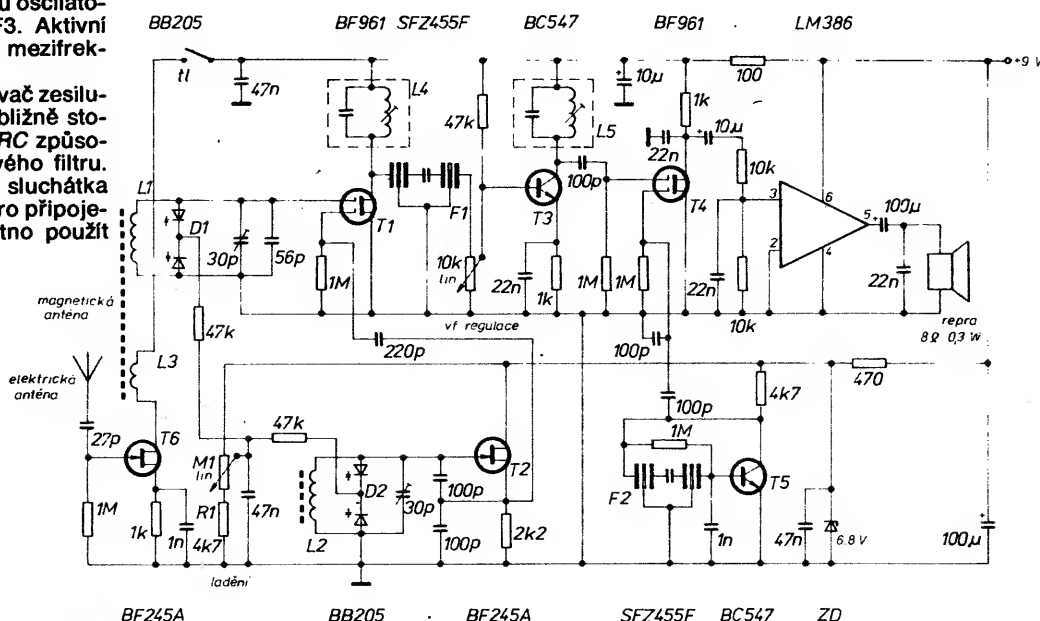 u osciláto-
F3. Aktivní
mezifrek-
vač zesilu-
bližně sto-
RC způso-
vého filtru.
sluchátka
ro připoje-
tno použít
BB205 BF961 SFZ455F BC547 BF961 LM386
tl
47n
L4
47k
L5
10µ
100
+9 V
1k
10µ
22n
10k
100p
L1
D1
30p
56p
T1
1M
F1
10k
lin
T3
22n
1k
1M
1M
T4
22n
10k
3
2
6
5
4
100µ
22n
repra
8Ω 0,3 W
magnetická
anténa
47k
vf regulace
220p
100p
L3
elektrická
anténa
470
4k7
27p
T6
M1
lin
47k
D2
30p
100p
T2
100p
1M
F2
T5
1M
1k
1n
R1
4k7
47n
L2
100p
2k2
1n
47n
6.8 V
100µ
ladění
BF245A BB205 BF245A SFZ455F BC547 ZD